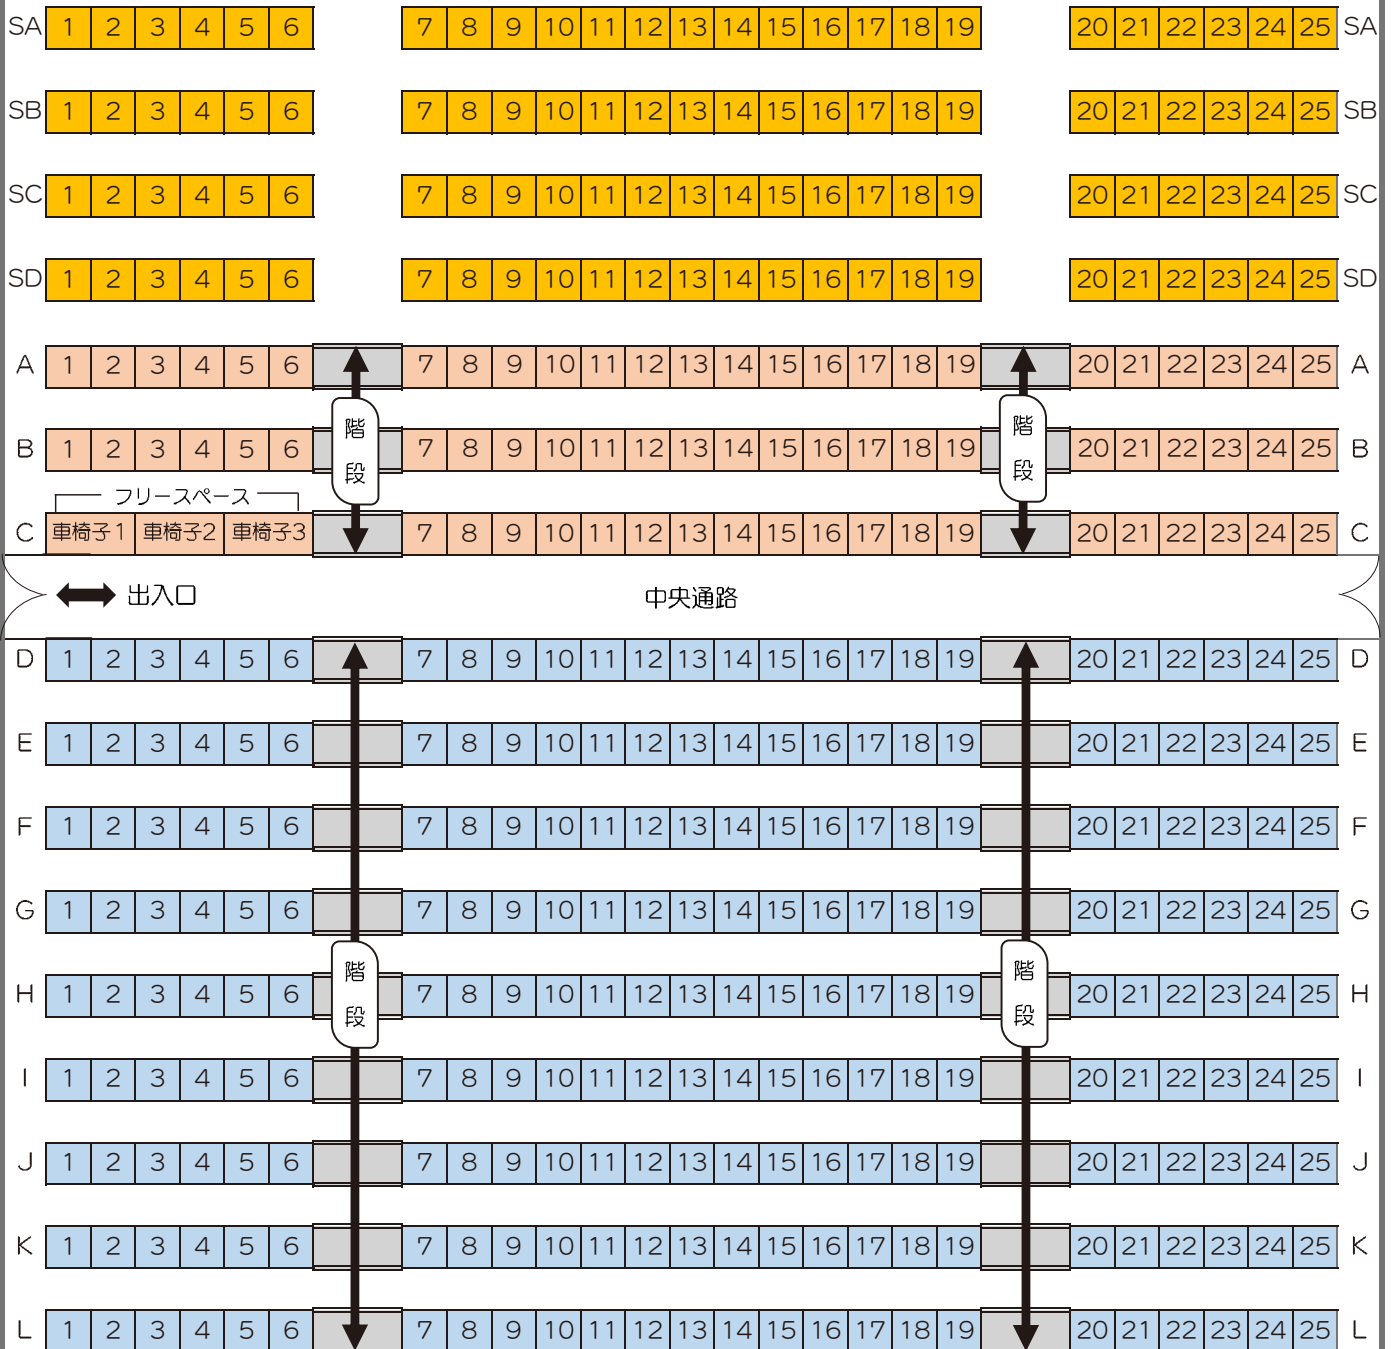 SA 1 2 3 4 5 6 7 8 9 10 11 12 13 14 15 16 17 18 19 20 21 22 23 24 25 SA
SB 1 2 3 4 5 6 7 8 9 10 11 12 13 14 15 16 17 18 19 20 21 22 23 24 25 SB
SC 1 2 3 4 5 6 7 8 9 10 11 12 13 14 15 16 17 18 19 20 21 22 23 24 25 SC
SD 1 2 3 4 5 6 7 8 9 10 11 12 13 14 15 16 17 18 19 20 21 22 23 24 25 SD
A 1 2 3 4 5 6 7 8 9 10 11 12 13 14 15 16 17 18 19 20 21 22 23 24 25 A
階段 階段
B 1 2 3 4 5 6 7 8 9 10 11 12 13 14 15 16 17 18 19 20 21 22 23 24 25 B
フリースペース
C 車椅子1 車椅子2 車椅子3 7 8 9 10 11 12 13 14 15 16 17 18 19 20 21 22 23 24 25 C
出入口 中央通路
D 1 2 3 4 5 6 7 8 9 10 11 12 13 14 15 16 17 18 19 20 21 22 23 24 25 D
E 1 2 3 4 5 6 7 8 9 10 11 12 13 14 15 16 17 18 19 20 21 22 23 24 25 E
F 1 2 3 4 5 6 7 8 9 10 11 12 13 14 15 16 17 18 19 20 21 22 23 24 25 F
G 1 2 3 4 5 6 7 8 9 10 11 12 13 14 15 16 17 18 19 20 21 22 23 24 25 G
階段 階段
H 1 2 3 4 5 6 7 8 9 10 11 12 13 14 15 16 17 18 19 20 21 22 23 24 25 H
I 1 2 3 4 5 6 7 8 9 10 11 12 13 14 15 16 17 18 19 20 21 22 23 24 25 I
J 1 2 3 4 5 6 7 8 9 10 11 12 13 14 15 16 17 18 19 20 21 22 23 24 25 J
K 1 2 3 4 5 6 7 8 9 10 11 12 13 14 15 16 17 18 19 20 21 22 23 24 25 K
L 1 2 3 4 5 6 7 8 9 10 11 12 13 14 15 16 17 18 19 20 21 22 23 24 25 L